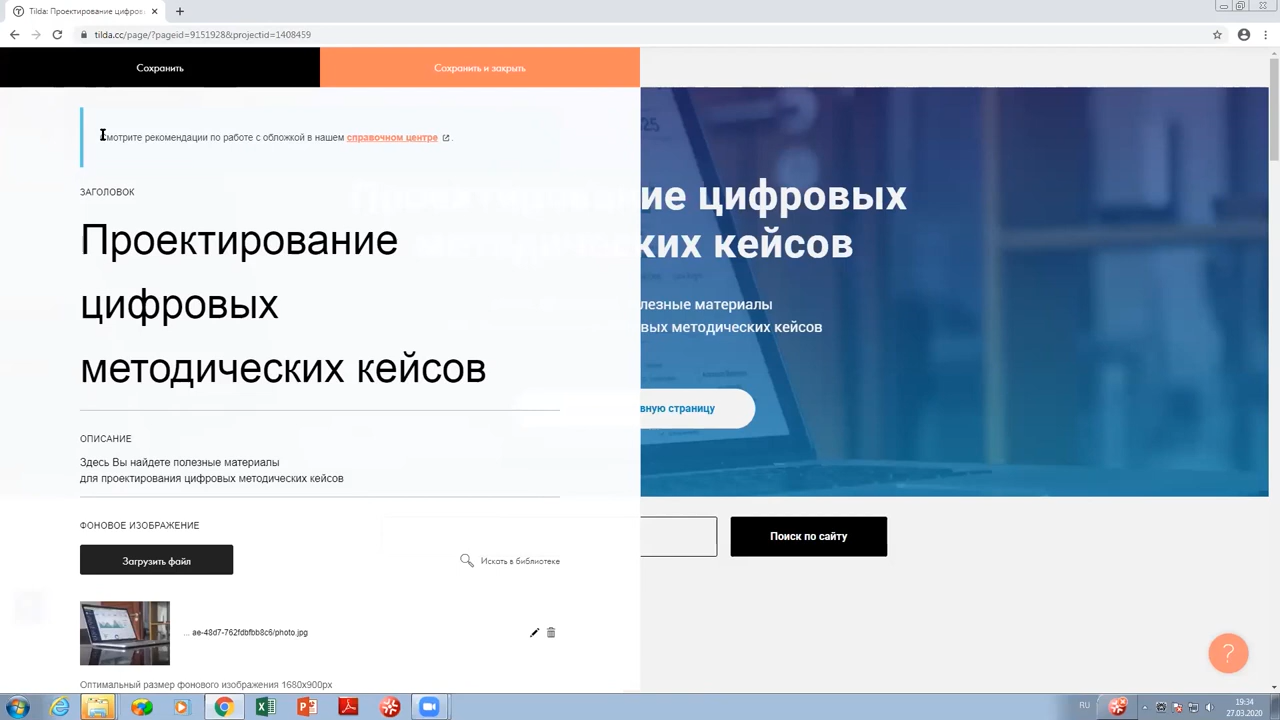 Tilda: Проектирование цифров
tilda.cc/page/?pageid=9151928&projectid=1408459
Сохранить
Сохранить и закрыть
Смотрите рекомендации по работе с обложкой в нашем справочном центре .
ЗАГОЛОВОК
Проектирование
цифровых
методических кейсов
ие цифровых
ких кейсов
лезные материалы
вых методических кейсов
вную страницу
ОПИСАНИЕ
Здесь Вы найдете полезные материалы
для проектирования цифровых методических кейсов
ФОНОВОЕ ИЗОБРАЖЕНИЕ
Загрузить файл
Искать в библиотеке
Поиск по сайту
... ae-48d7-762fdbfbb8c6/photo.jpg
Оптимальный размер фонового изображения 1680x900px
?
RU
19:34
27.03.2020